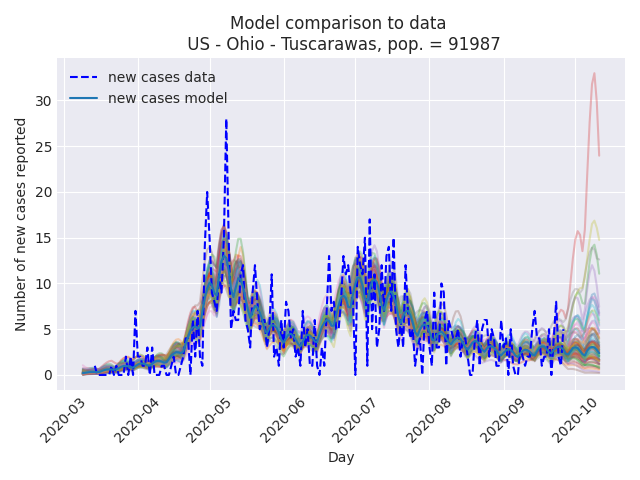 Model comparison to data
US - Ohio - Tuscarawas, pop. = 91987
new cases data
new cases model
Number of new cases reported
30
25
20
15
10
5
0
2020-03
2020-04
2020-05
2020-06
2020-07
2020-08
2020-09
2020-10
Day